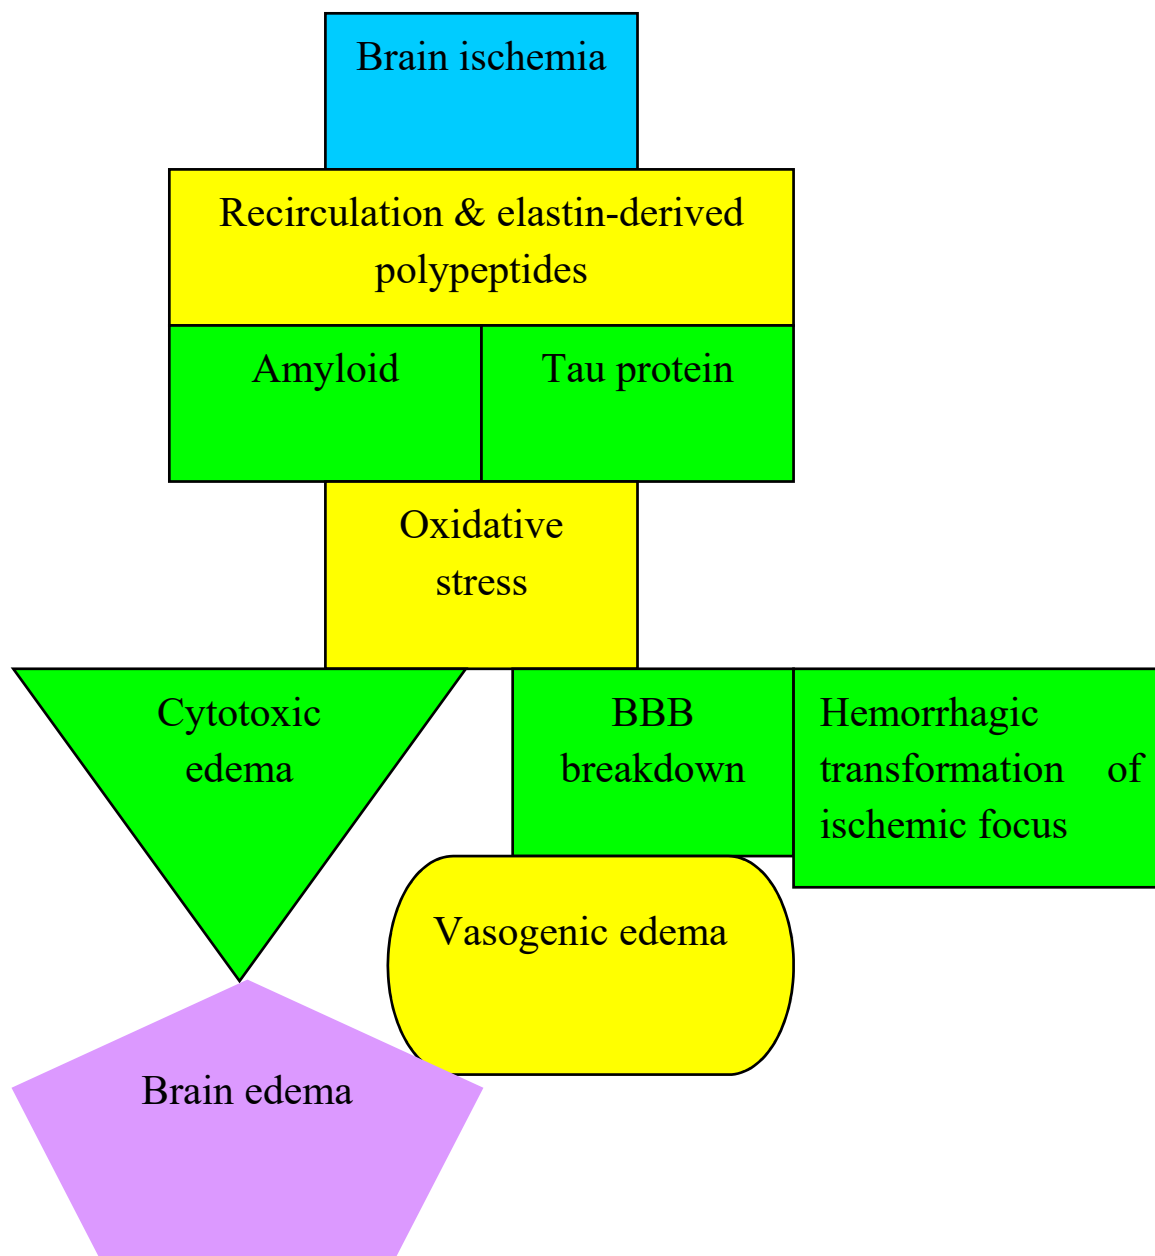 Brain ischemia
Recirculation & elastin-derived
polypeptides
Amyloid
Tau protein
Oxidative
stress
Cytotoxic
edema
BBB
breakdown
Hemorrhagic
transformation of
ischemic focus
Vasogenic edema
Brain edema